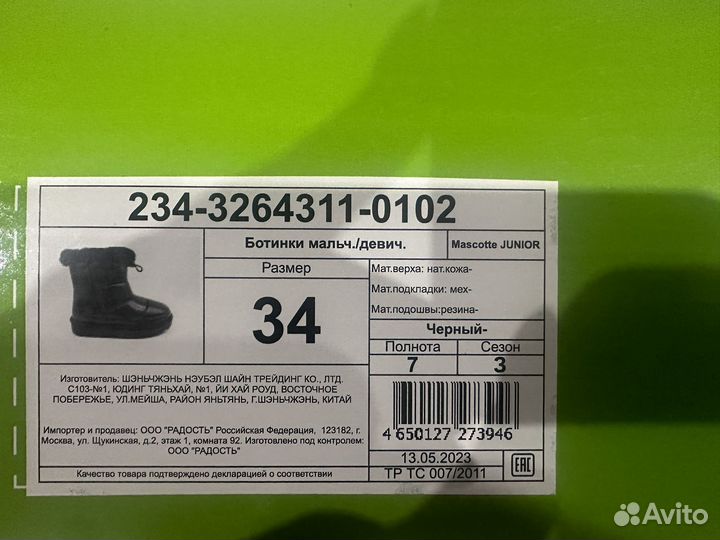 234-3264311-0102
Ботинки мальч./девич.
Mascotte JUNIOR
Размер
34
Мат.верха: нат.кожа-
Мат.подкладки: мех-
Мат.подошвы:резина-
Черный-
Полнота
Сезон
7
3
Изготовитель: ШЭНЬЧЖЭНЬ НЭУБЭЛ ШАЙН ТРЕЙДИНГ КО., ЛТД.
С103-№1, ЮДИНГ ТЯНЬХАЙ, №1, ЙИ ХАЙ РОУД, ВОСТОЧНОЕ
ПОБЕРЕЖЬЕ, УЛ.МЕЙША, РАЙОН ЯНЬТЯНЬ, Г.ШЭНЬЧЖЭНЬ, КИТАЙ
Импортер и продавец: ООО "РАДОСТЬ" Российская Федерация, 123182, г.
Москва, ул. Щукинская, д.2, этаж 1, комната 92. Изготовлено под контролем:
ООО "РАДОСТЬ"
4 650127 273946
13.05.2023
Качество товара подтверждено декларацией о соответствии
ТР ТС 007/2011
EAC
Avito